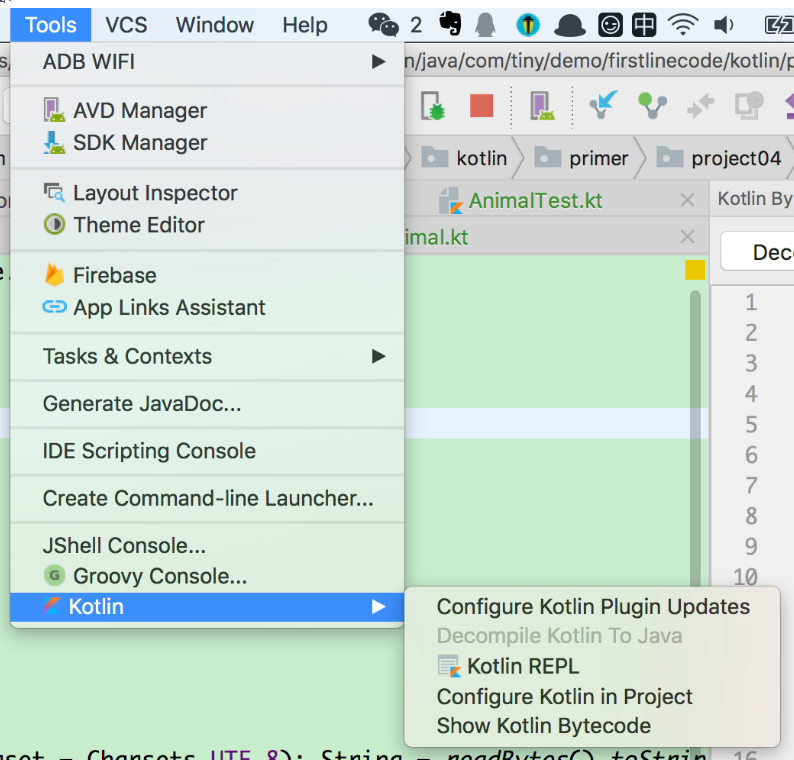 Tools VCS Window Help 2 中
ADB WIFI
n/java/com/tiny/demo/firstlinecode/kotlin/p
AVD Manager
SDK Manager
kotlin primer project04
Layout Inspector
AnimalTest.kt
Kotlin By
Theme Editor
imal.kt
Dec
Firebase
App Links Assistant
Tasks & Contexts
Generate JavaDoc...
IDE Scripting Console
Create Command-line Launcher...
JShell Console...
G Groovy Console...
Kotlin
1
2
3
4
5
6
7
8
9
10
Configure Kotlin Plugin Updates
Decompile Kotlin To Java
Kotlin REPL
Configure Kotlin in Project
Show Kotlin Bytecode
rset = Charsets.UTF_8): String = readBytes().toStrin
16